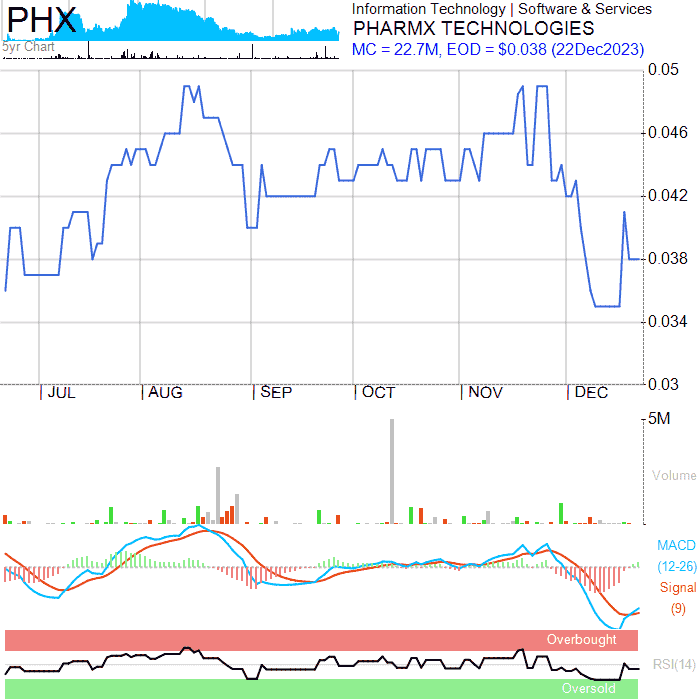 PHX
5yr Chart
Information Technology | Software & Services
PHARMX TECHNOLOGIES
MC = 22.7M, EOD = $0.038 (22Dec2023)
0.05
0.046
0.042
0.038
0.034
0.03
JUL AUG SEP OCT NOV DEC
5M
Volume
MACD
(12-26)
Signal
(9)
Overbought
RSI(14)
Oversold